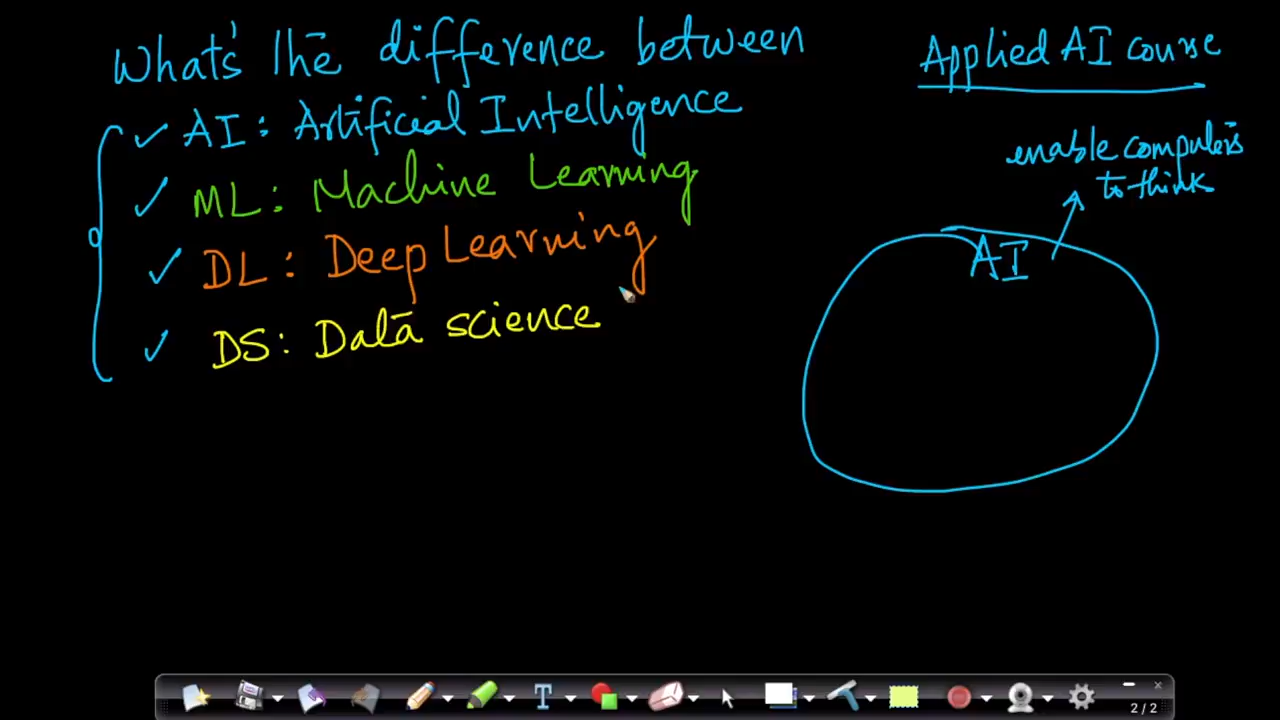 What's the difference between
AI: Artificial Intelligence
ML: Machine Learning
DL: Deep Learning
DS: Data science
Applied AI course
enable computers
to think
AI
T
2/2